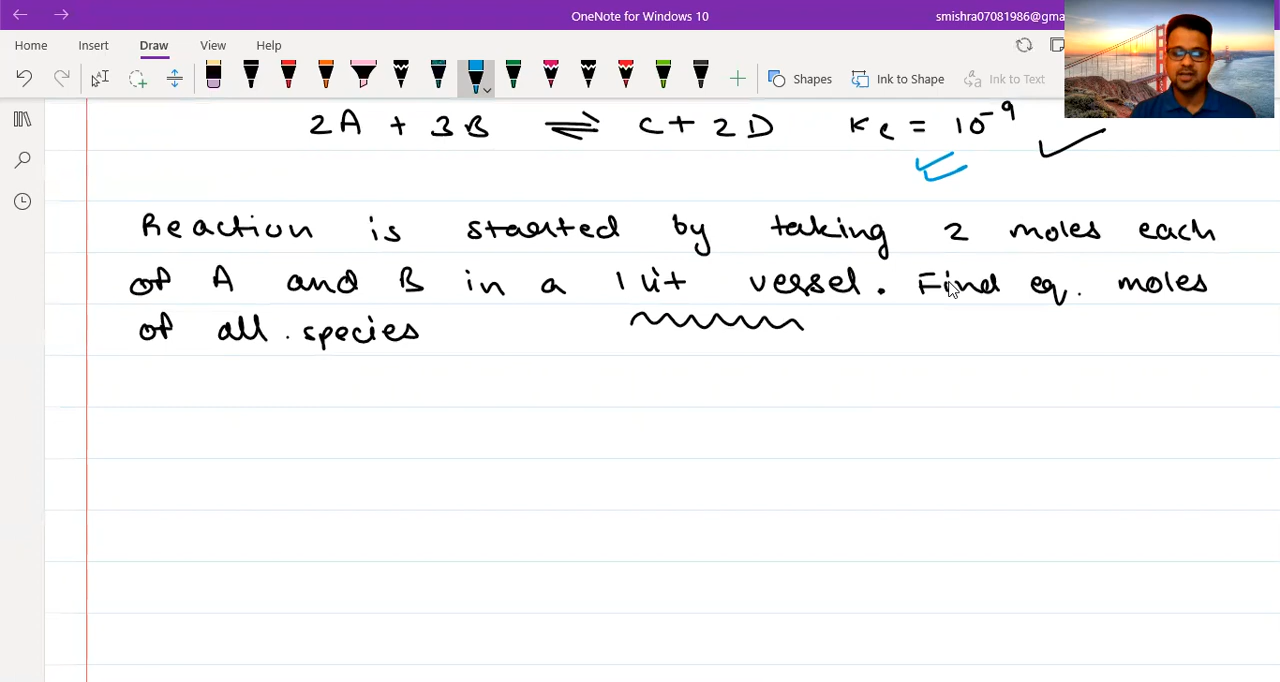 OneNote for Windows 10
smishra07081986@gma
Home Insert Draw View Help
Shapes Ink to Shape Ink to Text
2A + 3B ⇌ C + 2D Kc = 10⁻⁹
Reaction is started by taking 2 moles each
of A and B in a 1 lit vessel. Find eq. moles
of all . species